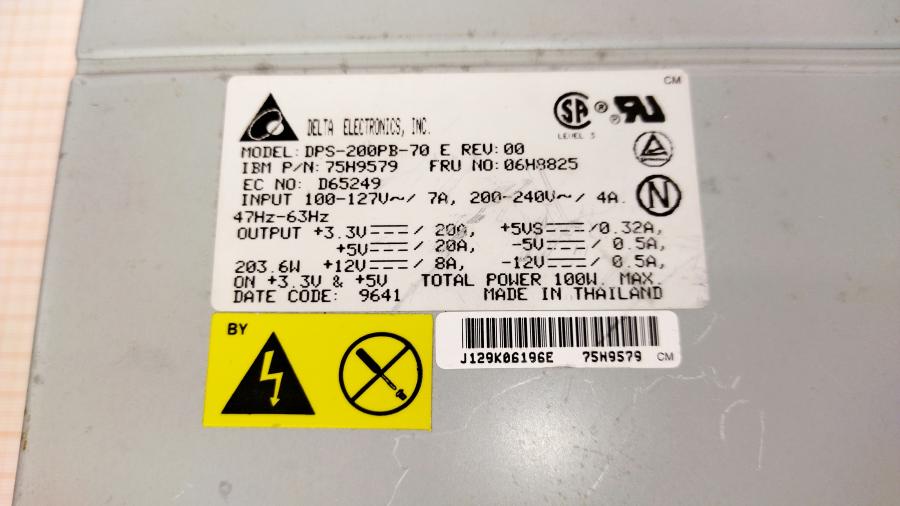 CM
DELTA ELECTRONICS, INC.
SA ® ®
LEVEL 3
MODEL: DPS-200PB-70 E REV: 00
IBM P/N: 75H9579 FRU NO: 06H8825
EC NO: D65249
N
INPUT 100-127V~/ 7A, 200-240V~/ 4A.
47Hz-63Hz
OUTPUT +3.3V⎓/ 20A, +5VS⎓/0.32A,
+5V⎓/ 20A, -5V⎓/ 0.5A,
203.6W +12V⎓/ 8A, -12V⎓/ 0.5A,
ON +3.3V & +5V TOTAL POWER 100W. MAX.
DATE CODE: 9641 MADE IN THAILAND
BY
J129K06196E 75H9579 CM